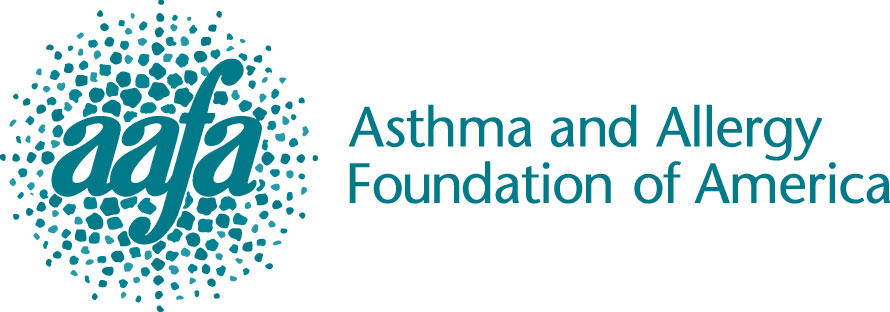 aafa
Asthma and Allergy
Foundation of America